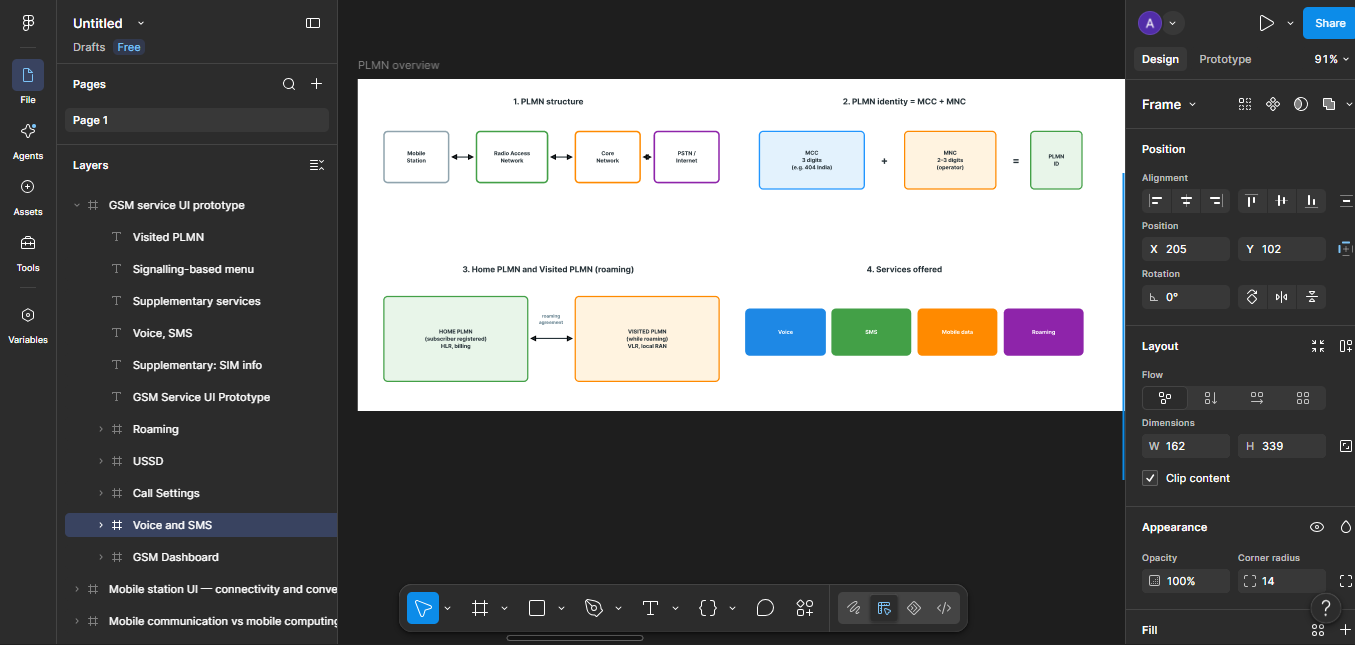 Untitled
Drafts Free
File
Agents
Assets
Tools
Variables
Pages
Page 1
Layers
GSM service UI prototype
Visited PLMN
Signalling-based menu
Supplementary services
Voice, SMS
Supplementary: SIM info
GSM Service UI Prototype
Roaming
USSD
Call Settings
Voice and SMS
GSM Dashboard
Mobile station UI — connectivity and conve
Mobile communication vs mobile computing
PLMN overview
1. PLMN structure
Mobile
Station
Radio Access
Network
Core
Network
PSTN /
Internet
2. PLMN identity = MCC + MNC
MCC
3 digits
(e.g. 404 India)
+
MNC
2-3 digits
(operator)
=
PLMN
ID
3. Home PLMN and Visited PLMN (roaming)
HOME PLMN
(subscriber registered)
HLR, billing
roaming
agreement
VISITED PLMN
(while roaming)
VLR, local RAN
4. Services offered
Voice
SMS
Mobile data
Roaming
A
Share
Design Prototype 91%
Frame
Position
Alignment
Position
X 205 Y 102
Rotation
0°
Layout
Flow
Dimensions
W 162 H 339
Clip content
Appearance
Opacity Corner radius
100% 14
Fill
?